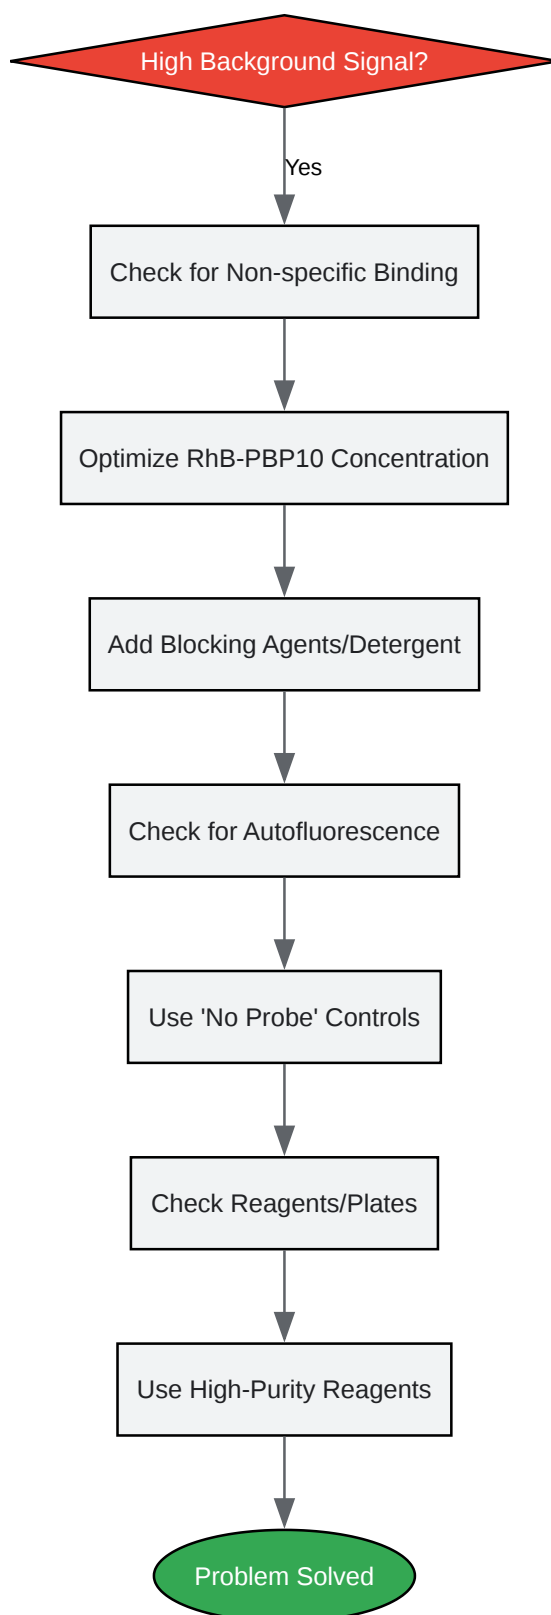 High Background Signal?
Yes
Check for Non-specific Binding
Optimize RhB-PBP10 Concentration
Add Blocking Agents/Detergent
Check for Autofluorescence
Use 'No Probe' Controls
Check Reagents/Plates
Use High-Purity Reagents
Problem Solved